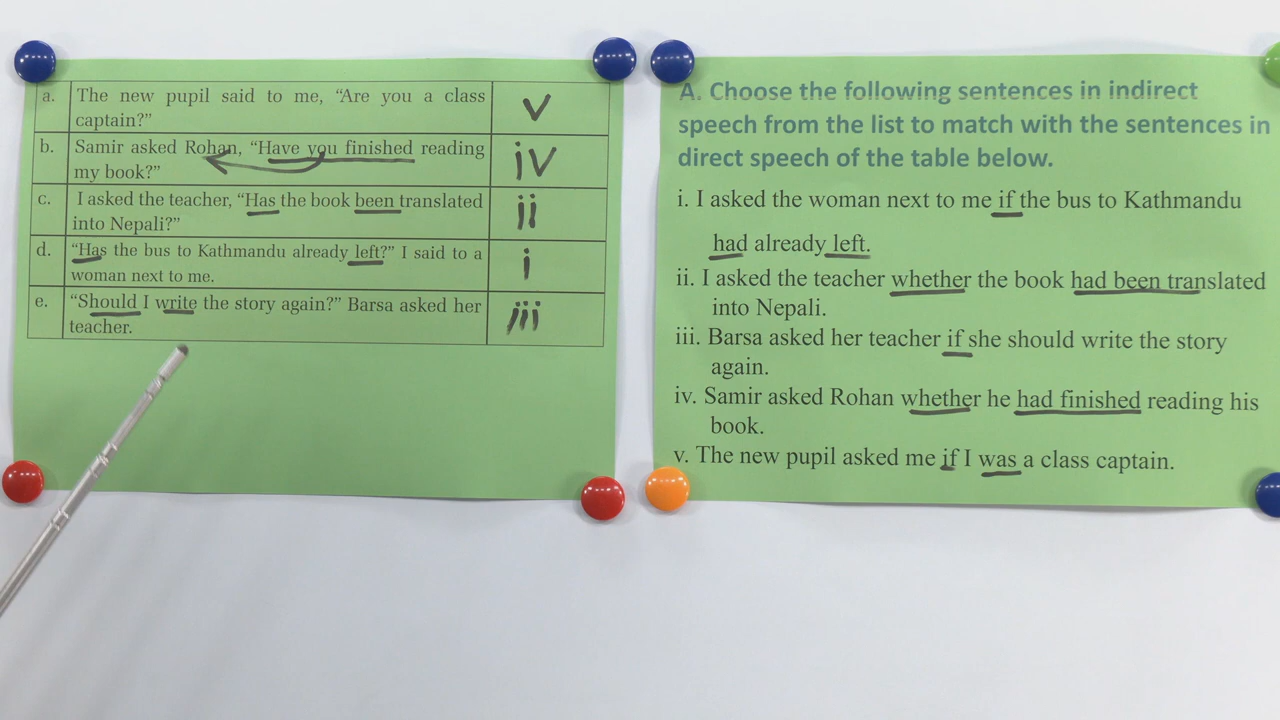 a. The new pupil said to me, “Are you a class
captain?” v
b. Samir asked Rohan, “Have you finished reading
my book?” iv
c. I asked the teacher, “Has the book been translated
into Nepali?” ii
d. “Has the bus to Kathmandu already left?” I said to a
woman next to me. i
e. “Should I write the story again?” Barsa asked her
teacher. iii
A. Choose the following sentences in indirect
speech from the list to match with the sentences in
direct speech of the table below.
i. I asked the woman next to me if the bus to Kathmandu
had already left.
ii. I asked the teacher whether the book had been translated
into Nepali.
iii. Barsa asked her teacher if she should write the story
again.
iv. Samir asked Rohan whether he had finished reading his
book.
v. The new pupil asked me if I was a class captain.